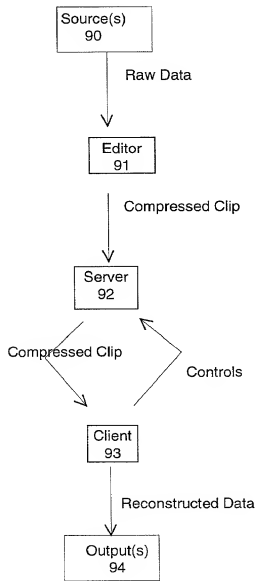 Source(s)
90
Raw Data
Editor
91
Compressed Clip
Server
92
Compressed Clip
Controls
Client
93
Reconstructed Data
Output(s)
94